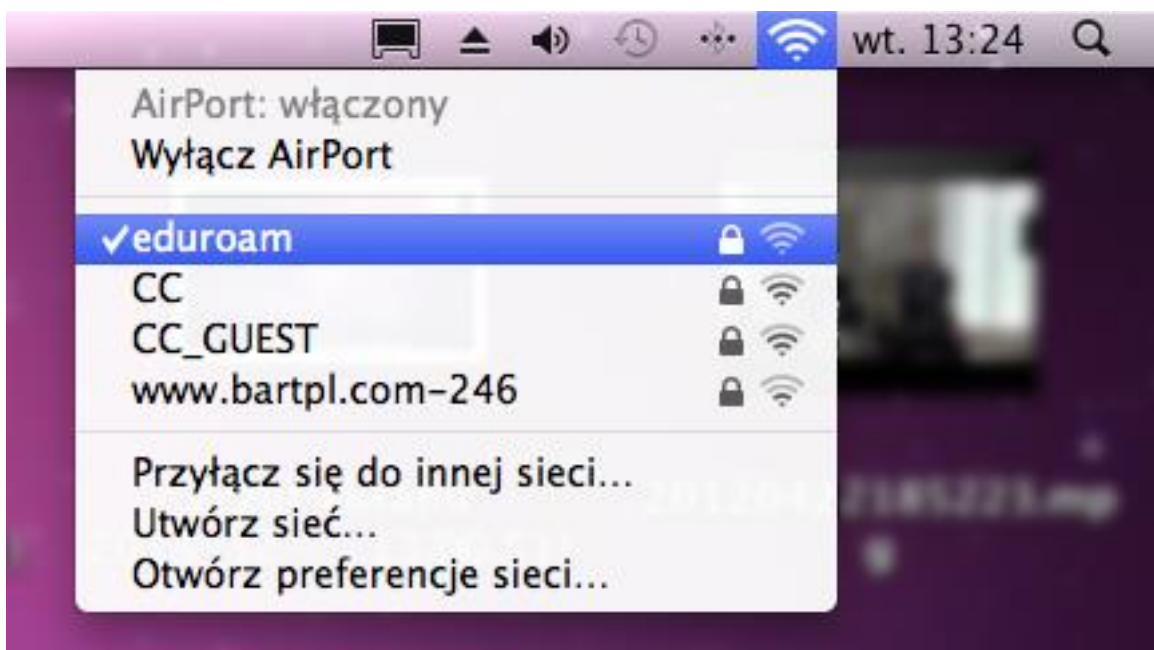 wt. 13:24
AirPort: włączony
Wyłącz AirPort
✓eduroam
CC
CC_GUEST
www.bartpl.com-246
Przyłącz się do innej sieci...
Utwórz sieć...
Otwórz preferencje sieci...